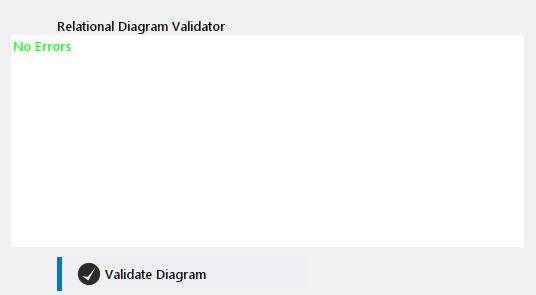 Relational Diagram Validator
No Errors
Validate Diagram